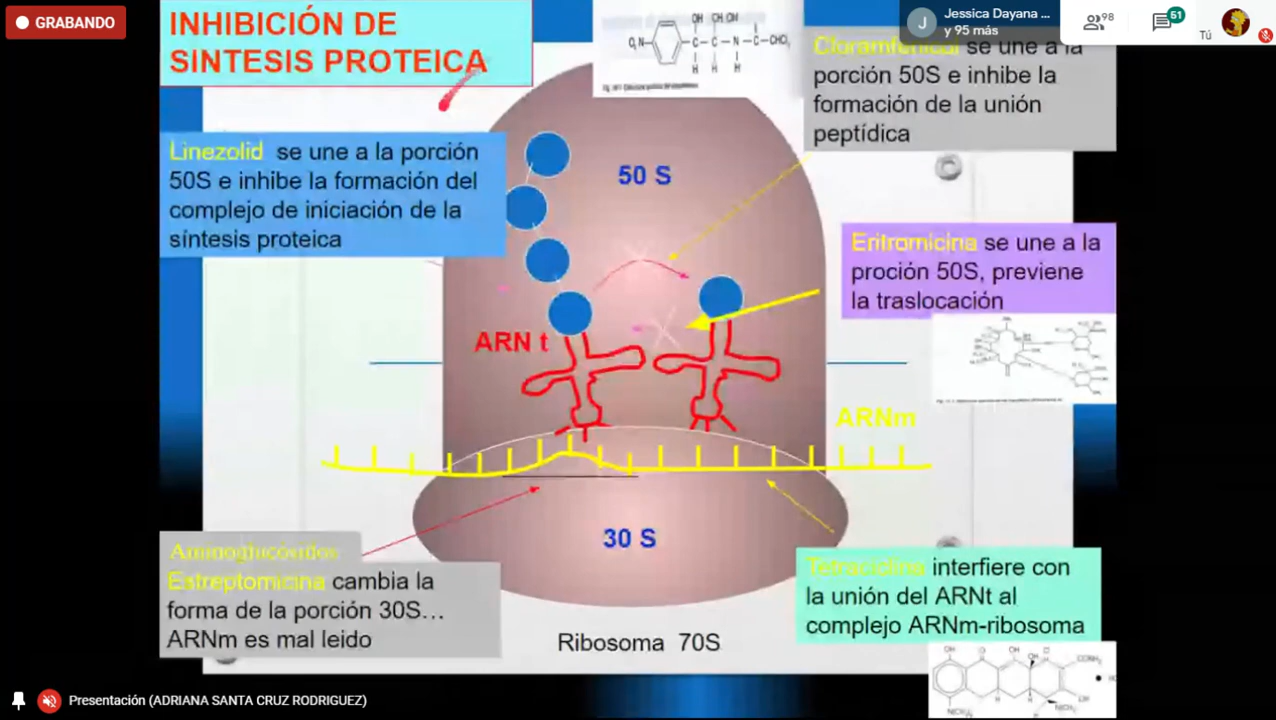 GRABANDO
INHIBICIÓN DE
SINTESIS PROTEICA
Jessica Dayana ...
y 95 más
98
51
Tú
Cloramfenicol se une a la
porción 50S e inhibe la
formación de la unión
peptídica
Linezolid se une a la porción
50S e inhibe la formación del
complejo de iniciación de la
síntesis proteica
50 S
Eritromicina se une a la
proción 50S, previene
la traslocación
ARN t
ARNm
30 S
Aminoglucósidos
Estreptomicina cambia la
forma de la porción 30S...
ARNm es mal leido
Tetraciclina interfiere con
la unión del ARNt al
complejo ARNm-ribosoma
Ribosoma 70S
Presentación (ADRIANA SANTA CRUZ RODRIGUEZ)